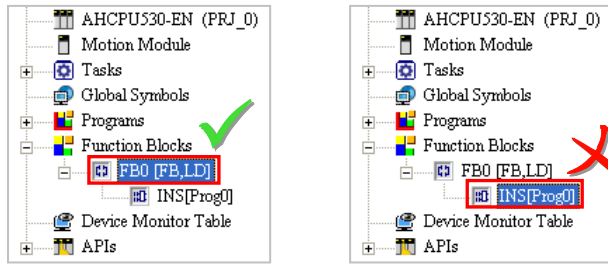 AHCPU530-EN (PRJ_0)
Motion Module
Tasks
Global Symbols
Programs
Function Blocks
FB0 [FB,LD]
INS[Prog0]
Device Monitor Table
APIs
AHCPU530-EN (PRJ_0)
Motion Module
Tasks
Global Symbols
Programs
Function Blocks
FB0 [FB,LD]
INS[Prog0]
Device Monitor Table
APIs